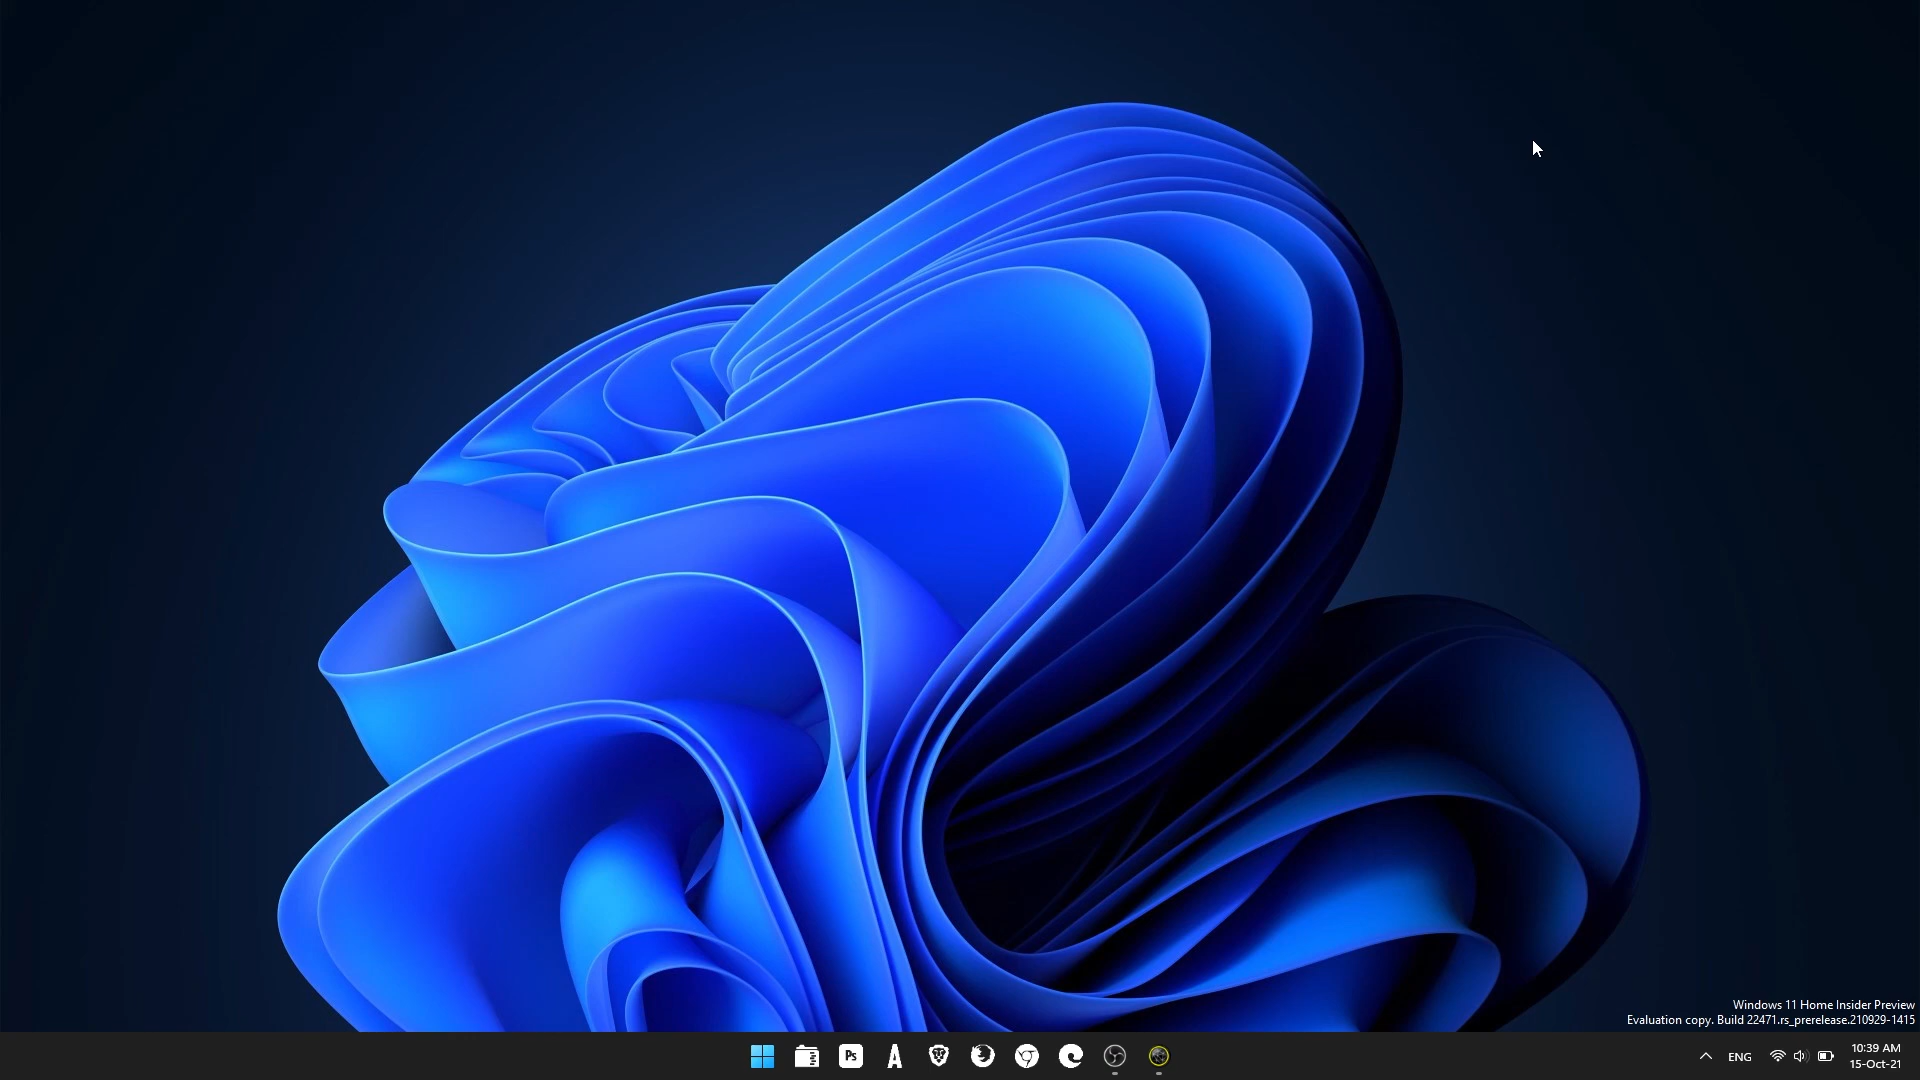 Windows 11 Home Insider Preview
Evaluation copy. Build 22471.rs_prerelease.210929-1415
Ps
ENG
10:39 AM
15-Oct-21